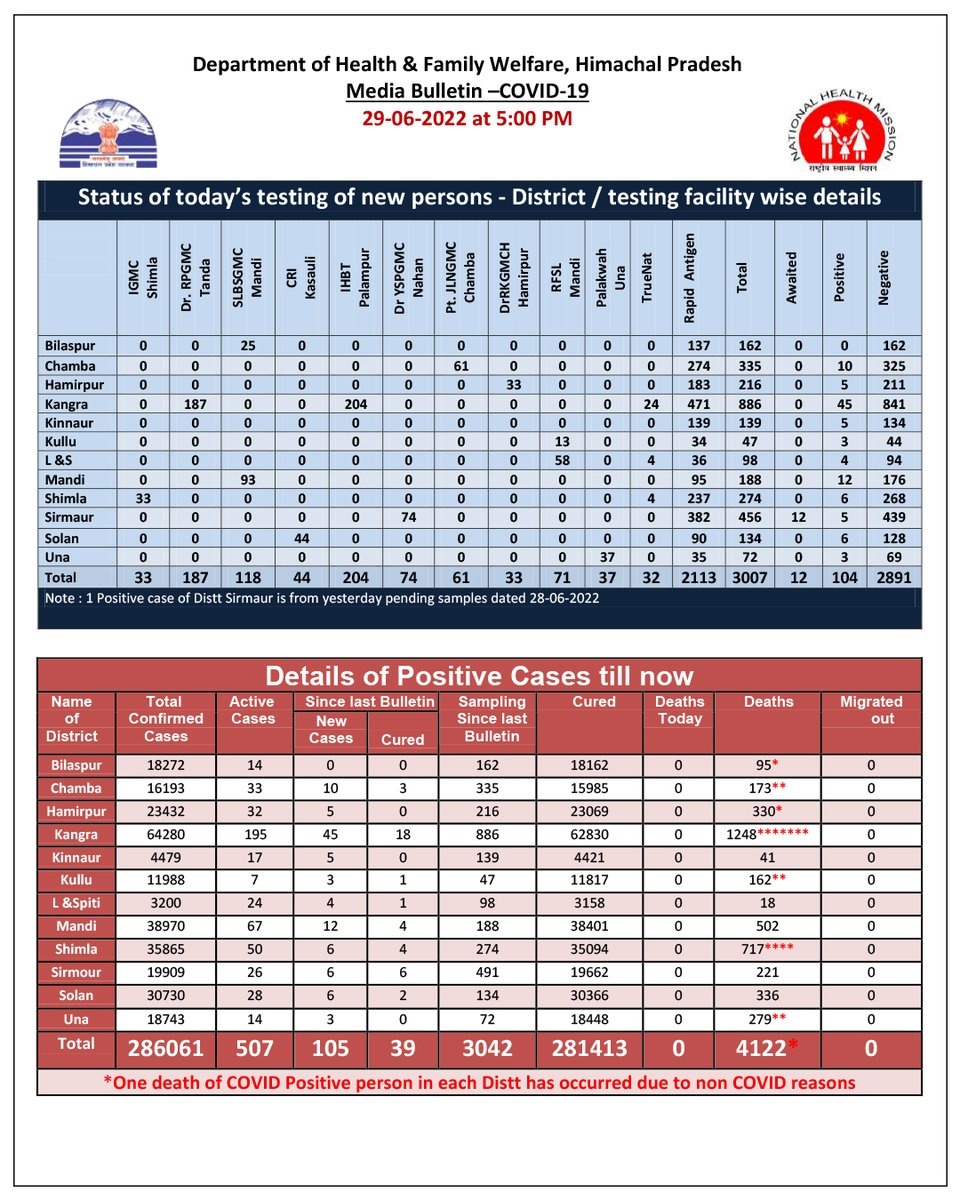 Department of Health & Family Welfare, Himachal Pradesh
Media Bulletin –COVID-19
29-06-2022 at 5:00 PM
NATIONAL HEALTH MISSION
राष्ट्रीय स्वास्थ्य मिशन
Status of today's testing of new persons - District / testing facility wise details
IGMC Shimla Dr. RPGMC Tanda SLBSGMC Mandi CRI Kasauli IHBT Palampur Dr YSPGMC Nahan Pt. JLNGMC Chamba DrRKGMCH Hamirpur RFSL Mandi Palakwah Una TrueNat Rapid Antigen Total Awaited Positive Negative
Bilaspur 0 0 25 0 0 0 0 0 0 0 0 137 162 0 0 162
Chamba 0 0 0 0 0 0 61 0 0 0 0 274 335 0 10 325
Hamirpur 0 0 0 0 0 0 0 33 0 0 0 183 216 0 5 211
Kangra 0 187 0 0 204 0 0 0 0 0 24 471 886 0 45 841
Kinnaur 0 0 0 0 0 0 0 0 0 0 0 139 139 0 5 134
Kullu 0 0 0 0 0 0 0 0 13 0 0 34 47 0 3 44
L &S 0 0 0 0 0 0 0 0 58 0 4 36 98 0 4 94
Mandi 0 0 93 0 0 0 0 0 0 0 0 95 188 0 12 176
Shimla 33 0 0 0 0 0 0 0 0 0 4 237 274 0 6 268
Sirmaur 0 0 0 0 0 74 0 0 0 0 0 382 456 12 5 439
Solan 0 0 0 44 0 0 0 0 0 0 0 90 134 0 6 128
Una 0 0 0 0 0 0 0 0 0 37 0 35 72 0 3 69
Total 33 187 118 44 204 74 61 33 71 37 32 2113 3007 12 104 2891
Note : 1 Positive case of Distt Sirmaur is from yesterday pending samples dated 28-06-2022
Details of Positive Cases till now
Name of District Total Confirmed Cases Active Cases Since last Bulletin New Cases Cured Sampling Since last Bulletin Cured Deaths Today Deaths Migrated out
Bilaspur 18272 14 0 0 162 18162 0 95* 0
Chamba 16193 33 10 3 335 15985 0 173** 0
Hamirpur 23432 32 5 0 216 23069 0 330* 0
Kangra 64280 195 45 18 886 62830 0 1248******* 0
Kinnaur 4479 17 5 0 139 4421 0 41 0
Kullu 11988 7 3 1 47 11817 0 162** 0
L &Spiti 3200 24 4 1 98 3158 0 18 0
Mandi 38970 67 12 4 188 38401 0 502 0
Shimla 35865 50 6 4 274 35094 0 717**** 0
Sirmour 19909 26 6 6 491 19662 0 221 0
Solan 30730 28 6 2 134 30366 0 336 0
Una 18743 14 3 0 72 18448 0 279** 0
Total 286061 507 105 39 3042 281413 0 4122* 0
*One death of COVID Positive person in each Distt has occurred due to non COVID reasons